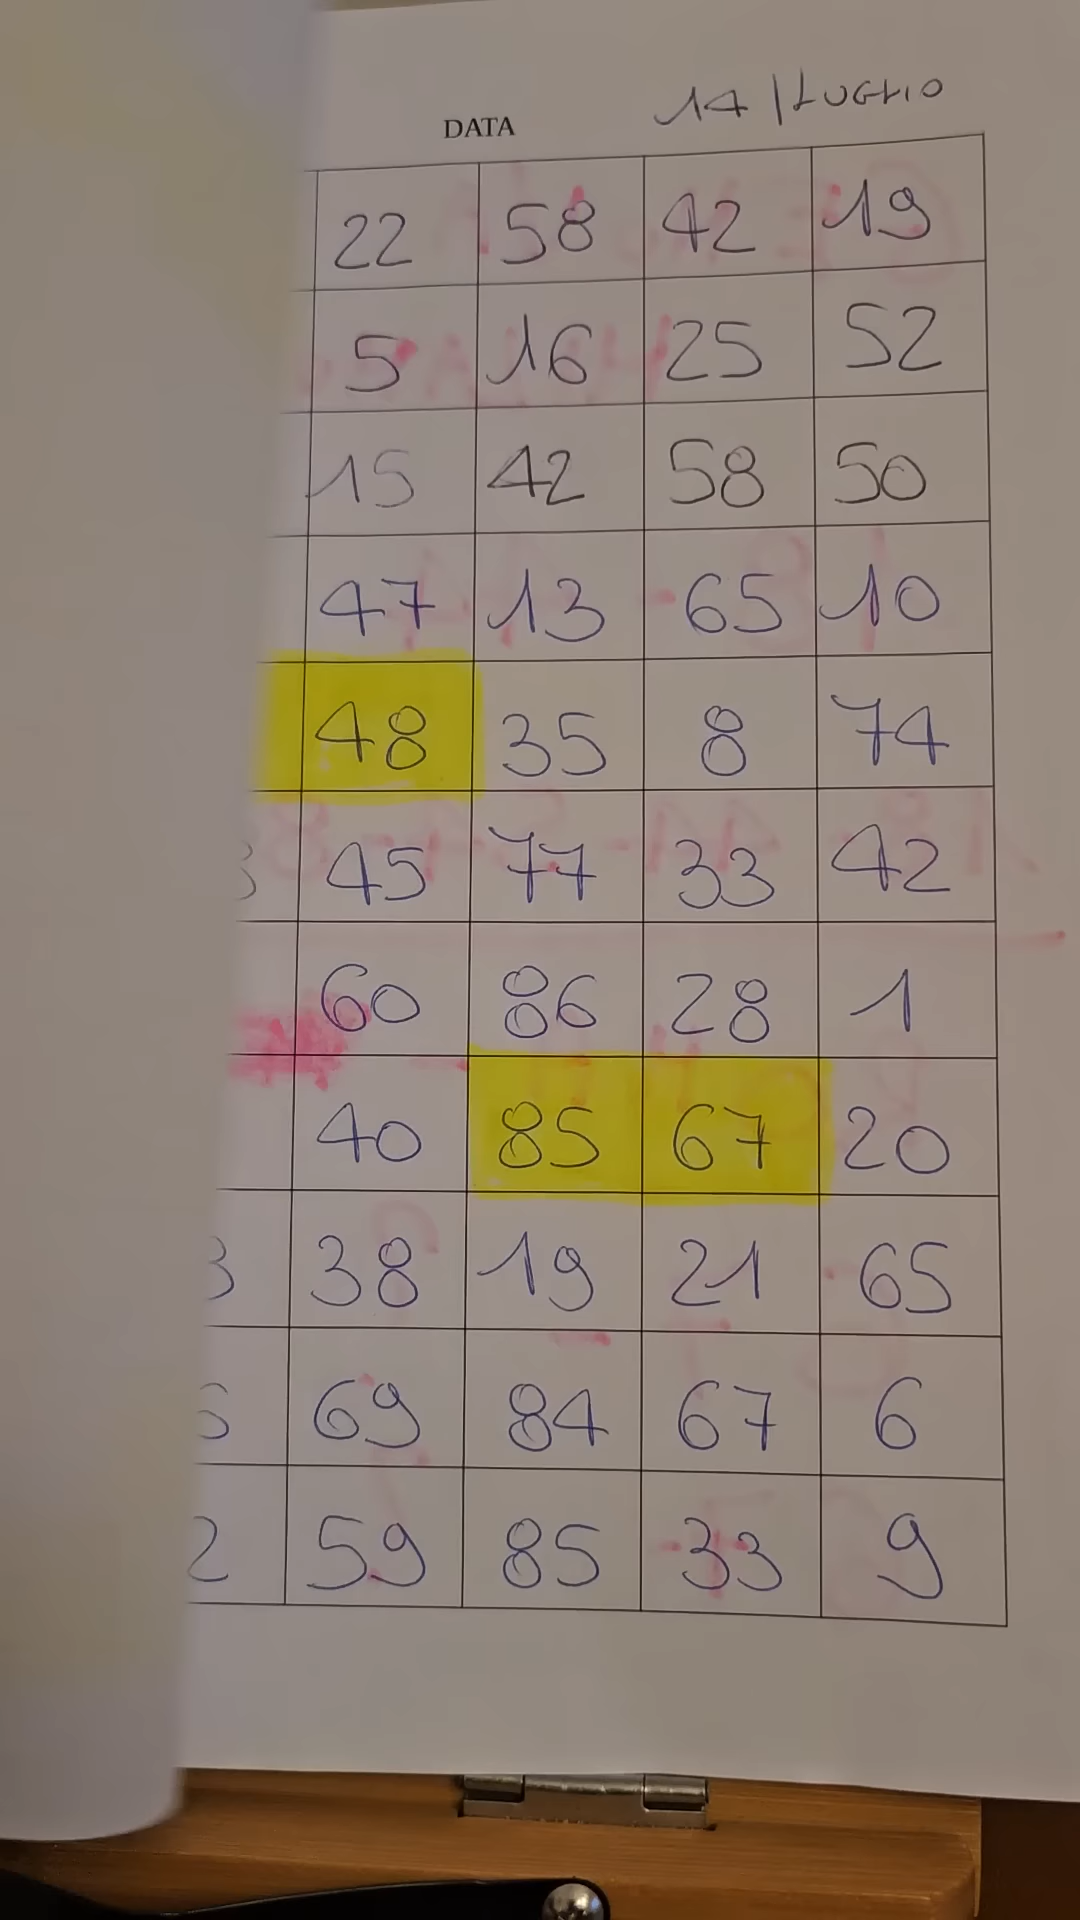 DATA 14 / LUGLIO
22 58 42 19
5 16 25 52
15 42 58 50
47 13 65 10
48 35 8 74
45 77 33 42
60 86 28 1
40 85 67 20
38 19 21 65
69 84 67 6
59 85 33 9